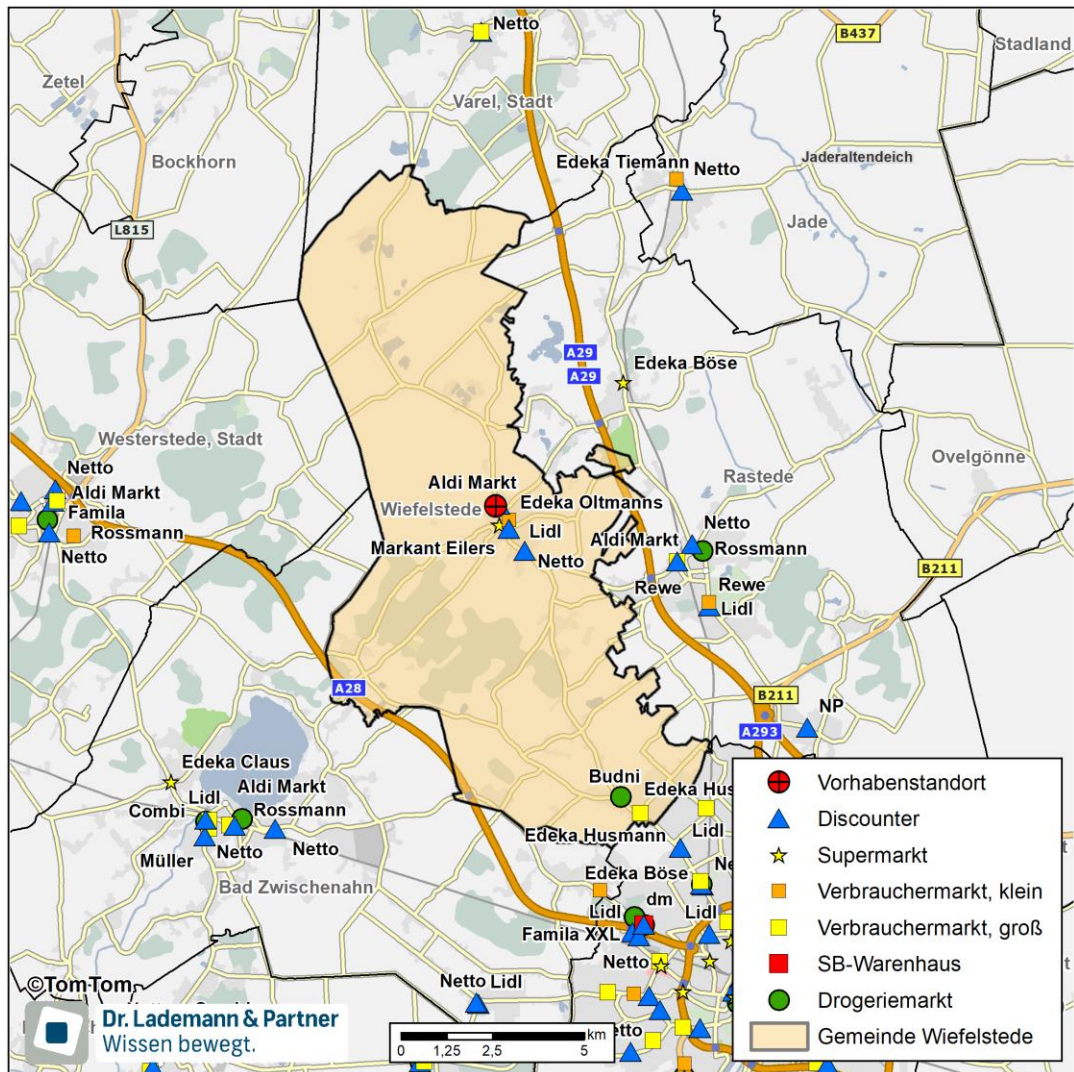 Netto
B437
Stadland
Zetel
Varel, Stadt
Bockhorn
Edeka Tiemann
Netto
Jaderaltendeich
Jade
L815
A29
A29
Edeka Böse
Westerstede, Stadt
Ovelgönne
Rastede
Netto
Aldi Markt
Famila
Rossmann
Netto
Aldi Markt
Wiefelstede
Edeka Oltmanns
Lidl
Markant Eilers
Netto
Netto
Aldi Markt
Rossmann
Rewe
Rewe
Lidl
B211
A28
B211
A293
NP
Edeka Claus
Aldi Markt
Lidl
Combi
Rossmann
Müller
Netto
Netto
Bad Zwischenahn
Budni
Edeka Hus
Edeka Husmann
Lidl
Edeka Böse
dm
Ne
Lidl
Lidl
Famila XXL
Netto
Netto Lidl
Vorhabenstandort
Discounter
Supermarkt
Verbrauchermarkt, klein
Verbrauchermarkt, groß
SB-Warenhaus
Drogeriemarkt
Gemeinde Wiefelstede
©TomTom
Dr. Lademann & Partner
Wissen bewegt.
km
0 1,25 2,5 5